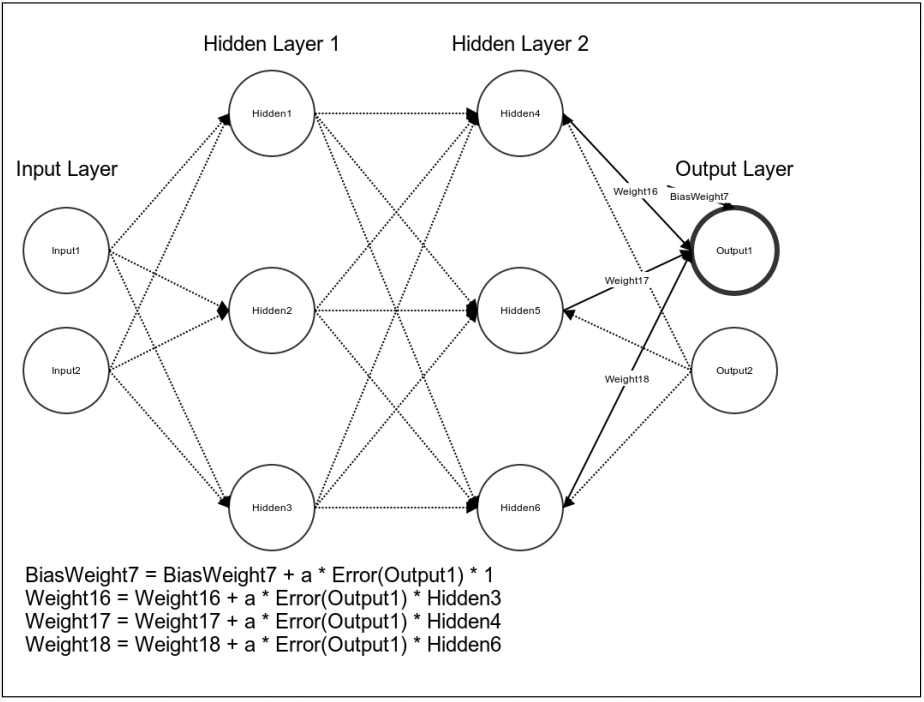 Hidden Layer 1
Hidden Layer 2
Hidden1
Hidden4
Input Layer
Output Layer
Weight16
BiasWeight7
Input1
Output1
Weight17
Hidden2
Hidden5
Input2
Output2
Weight18
Hidden3
Hidden6
BiasWeight7 = BiasWeight7 + a * Error(Output1) * 1
Weight16 = Weight16 + a * Error(Output1) * Hidden3
Weight17 = Weight17 + a * Error(Output1) * Hidden4
Weight18 = Weight18 + a * Error(Output1) * Hidden6